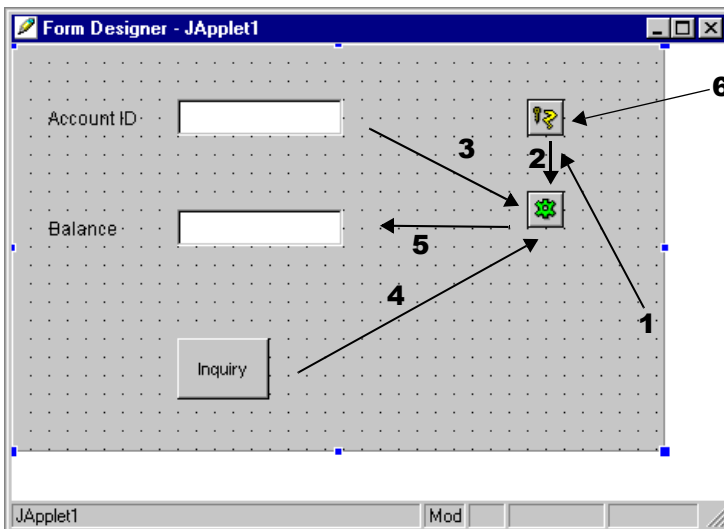 Form Designer - JApplet1
6
Account ID
3
2
Balance
5
4
1
Inquiry
JApplet1
Mod